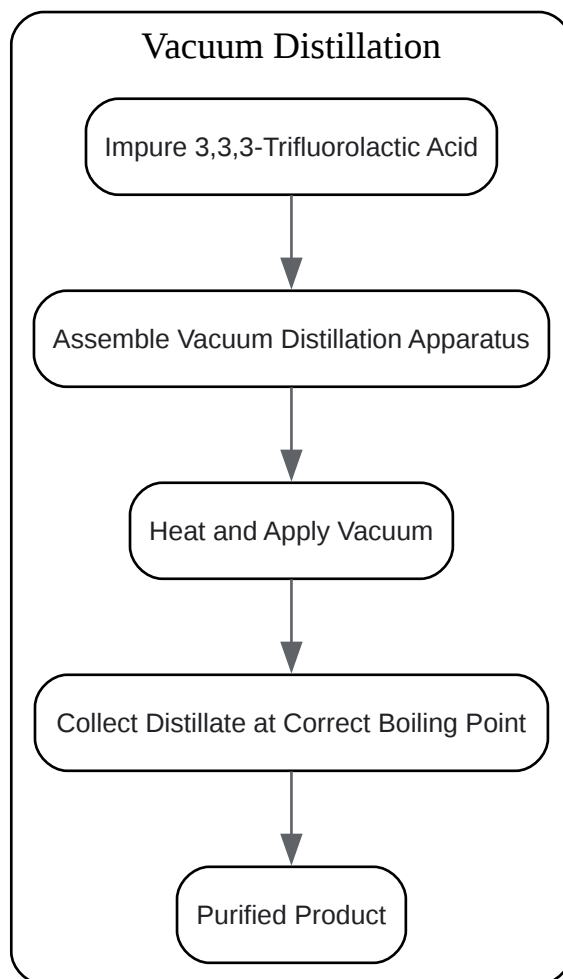 Vacuum Distillation
Impure 3,3,3-Trifluorolactic Acid
Assemble Vacuum Distillation Apparatus
Heat and Apply Vacuum
Collect Distillate at Correct Boiling Point
Purified Product